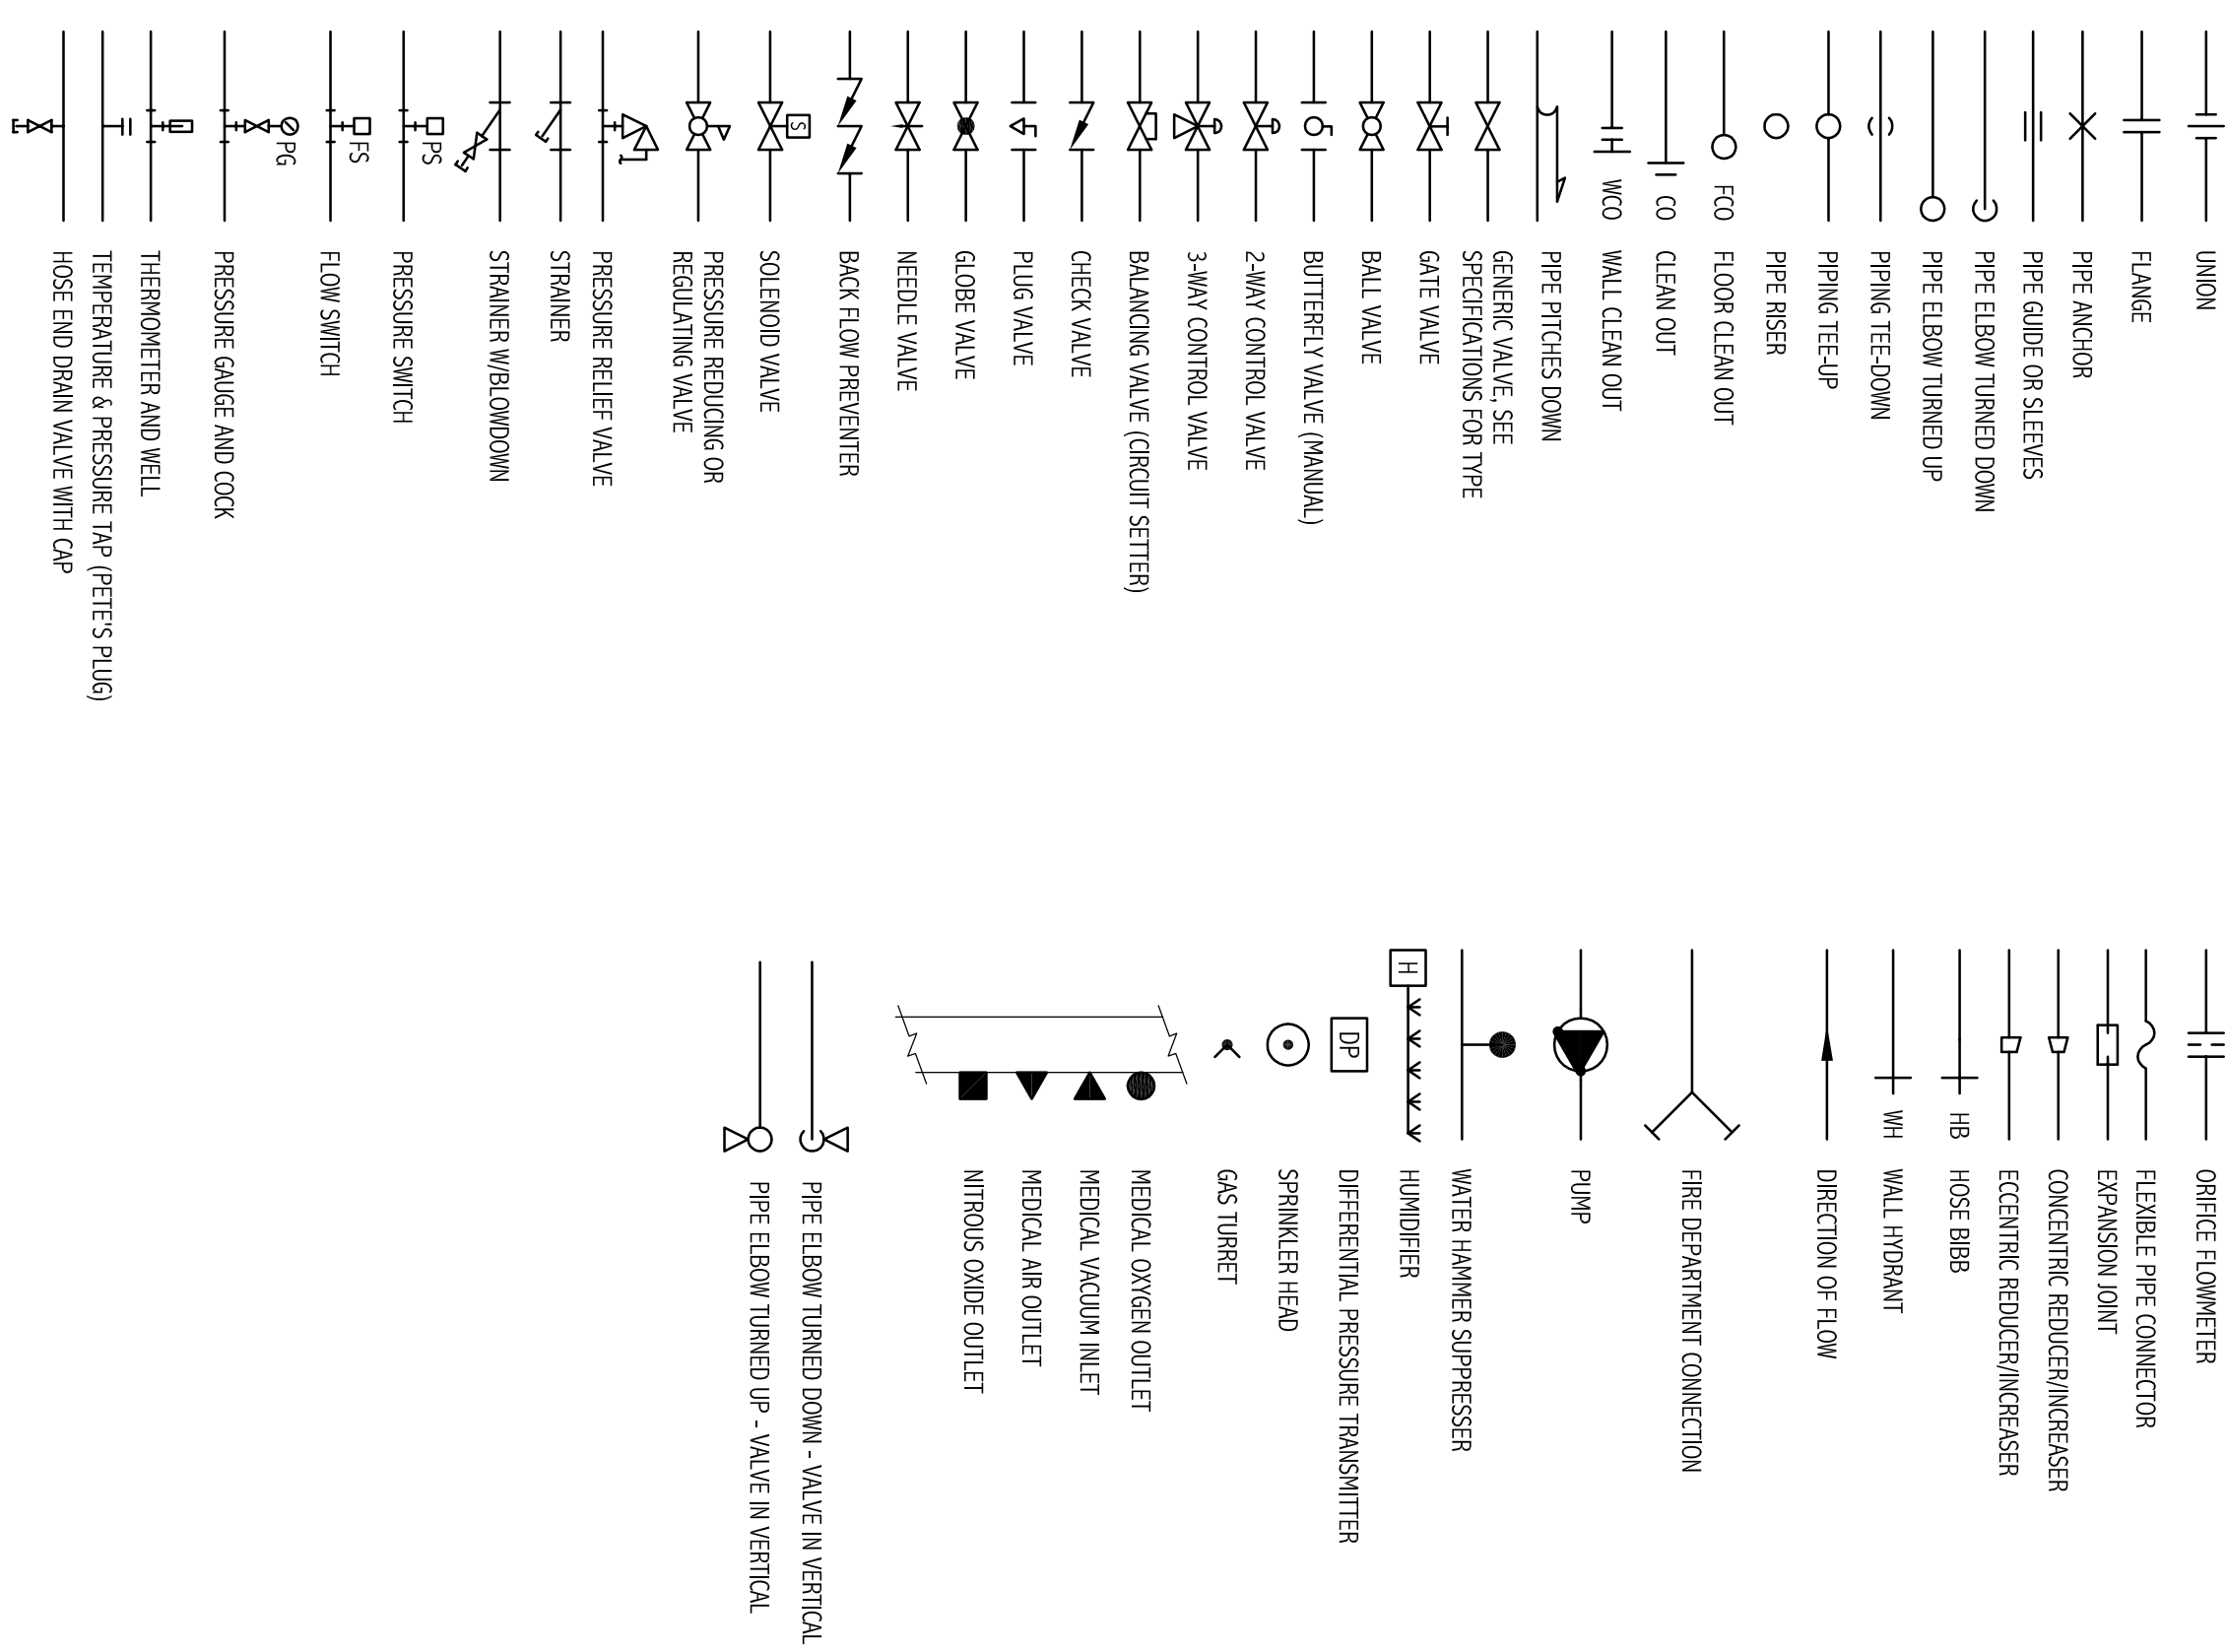 UNION
FLANGE
PIPE ANCHOR
PIPE GUIDE OR SLEEVES
PIPE ELBOW TURNED DOWN
PIPE ELBOW TURNED UP
PIPING TEE-DOWN
PIPING TEE-UP
PIPE RISER
FCO FLOOR CLEAN OUT
CO CLEAN OUT
WCO WALL CLEAN OUT
PIPE PITCHES DOWN
GENERIC VALVE, SEE
SPECIFICATIONS FOR TYPE
GATE VALVE
BALL VALVE
BUTTERFLY VALVE (MANUAL)
2-WAY CONTROL VALVE
3-WAY CONTROL VALVE
BALANCING VALVE (CIRCUIT SETTER)
CHECK VALVE
PLUG VALVE
GLOBE VALVE
NEEDLE VALVE
BACK FLOW PREVENTER
S SOLENOID VALVE
PRESSURE REDUCING OR
REGULATING VALVE
PRESSURE RELIEF VALVE
STRAINER
STRAINER W/BLOWDOWN
PS
PRESSURE SWITCH
FS
FLOW SWITCH
PG
PRESSURE GAUGE AND COCK
THERMOMETER AND WELL
TEMPERATURE & PRESSURE TAP (PETE'S PLUG)
HOSE END DRAIN VALVE WITH CAP
ORIFICE FLOWMETER
FLEXIBLE PIPE CONNECTOR
EXPANSION JOINT
CONCENTRIC REDUCER/INCREASER
ECCENTRIC REDUCER/INCREASER
HB HOSE BIBB
WH WALL HYDRANT
DIRECTION OF FLOW
FIRE DEPARTMENT CONNECTION
PUMP
WATER HAMMER SUPPRESSER
H HUMIDIFIER
DP DIFFERENTIAL PRESSURE TRANSMITTER
SPRINKLER HEAD
GAS TURRET
MEDICAL OXYGEN OUTLET
MEDICAL VACUUM INLET
MEDICAL AIR OUTLET
NITROUS OXIDE OUTLET
PIPE ELBOW TURNED DOWN - VALVE IN VERTICAL
PIPE ELBOW TURNED UP - VALVE IN VERTICAL